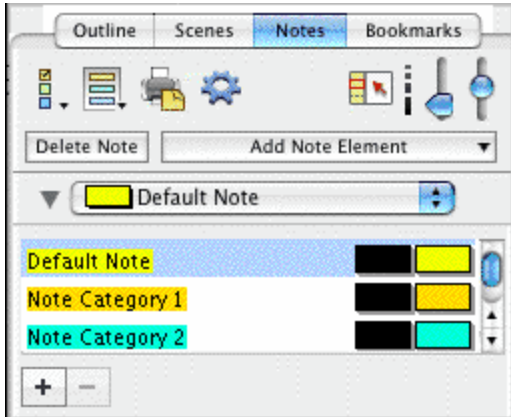 Outline Scenes Notes Bookmarks
Delete Note Add Note Element
Default Note
Default Note
Note Category 1
Note Category 2